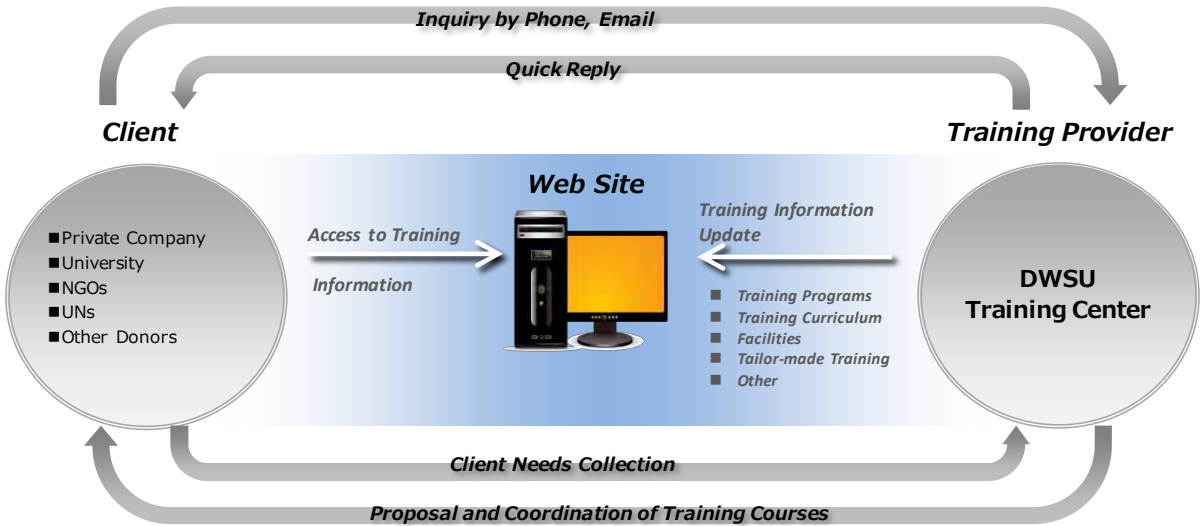 Inquiry by Phone, Email
Quick Reply
Client
Training Provider
■Private Company
■University
■NGOs
■UNs
■Other Donors
Access to Training
Information
Web Site
Training Information
Update
■ Training Programs
■ Training Curriculum
■ Facilities
■ Tailor-made Training
■ Other
DWSU
Training Center
Client Needs Collection
Proposal and Coordination of Training Courses